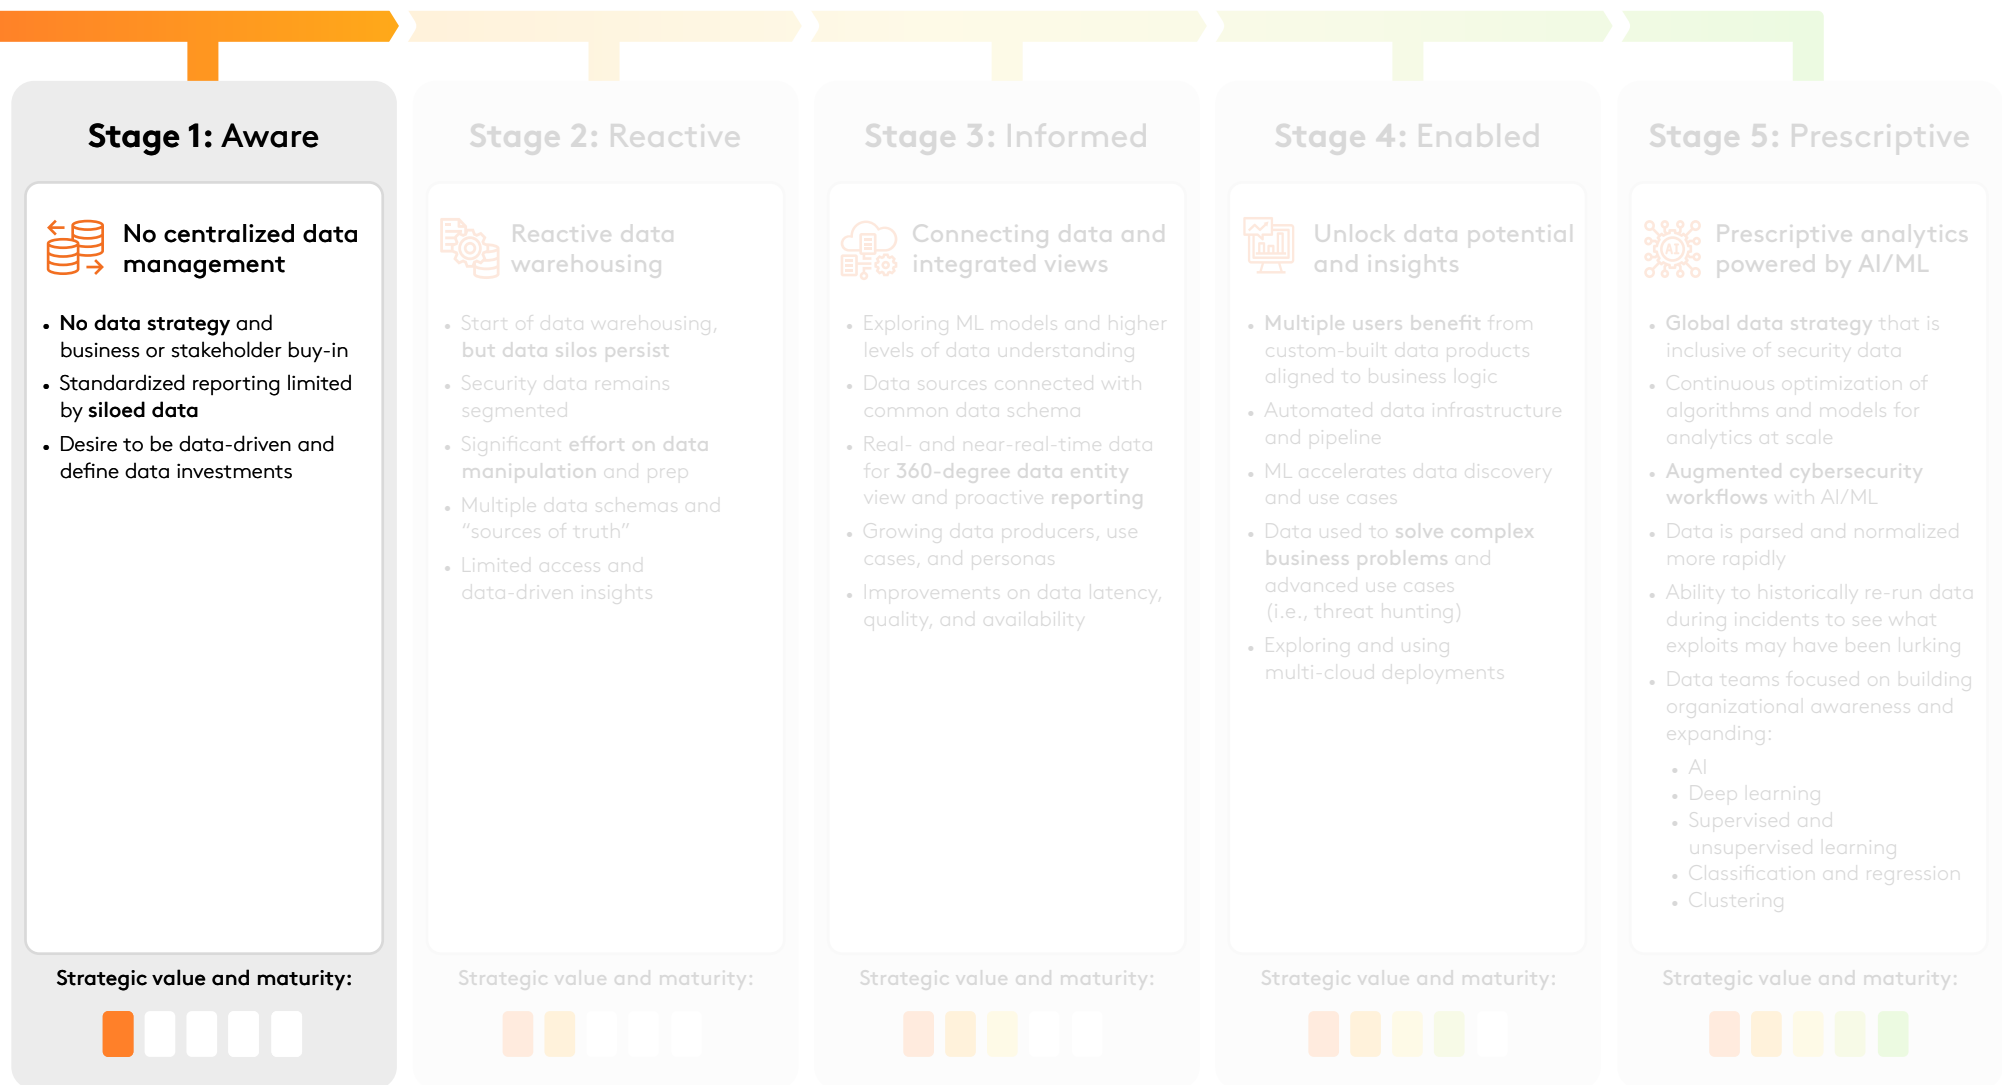 Stage 1: Aware
No centralized data
management
• No data strategy and
business or stakeholder buy-in
• Standardized reporting limited
by siloed data
• Desire to be data-driven and
define data investments
Strategic value and maturity:
Stage 2: Reactive
Reactive data
warehousing
• Start of data warehousing,
but data silos persist
• Security data remains
segmented
• Significant effort on data
manipulation and prep
• Multiple data schemas and
“sources of truth”
• Limited access and
data-driven insights
Strategic value and maturity:
Stage 3: Informed
Connecting data and
integrated views
• Exploring ML models and higher
levels of data understanding
• Data sources connected with
common data schema
• Real- and near-real-time data
for 360-degree data entity
view and proactive reporting
• Growing data producers, use
cases, and personas
• Improvements on data latency,
quality, and availability
Strategic value and maturity:
Stage 4: Enabled
Unlock data potential
and insights
• Multiple users benefit from
custom-built data products
aligned to business logic
• Automated data infrastructure
and pipeline
• ML accelerates data discovery
and use cases
• Data used to solve complex
business problems and
advanced use cases
(i.e., threat hunting)
• Exploring and using
multi-cloud deployments
Strategic value and maturity:
Stage 5: Prescriptive
AI
Prescriptive analytics
powered by AI/ML
• Global data strategy that is
inclusive of security data
• Continuous optimization of
algorithms and models for
analytics at scale
• Augmented cybersecurity
workflows with AI/ML
• Data is parsed and normalized
more rapidly
• Ability to historically re-run data
during incidents to see what
exploits may have been lurking
• Data teams focused on building
organizational awareness and
expanding:
• AI
• Deep learning
• Supervised and
unsupervised learning
• Classification and regression
• Clustering
Strategic value and maturity: